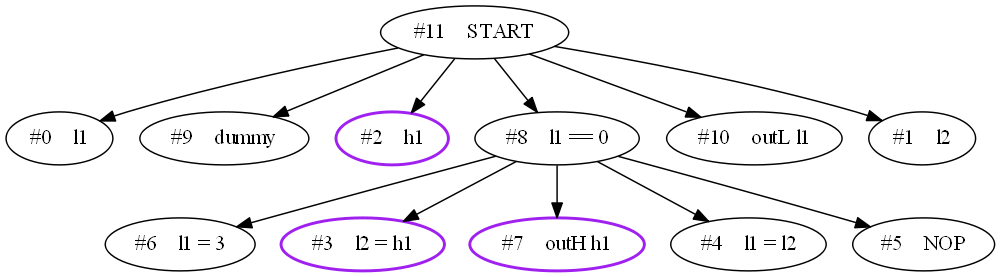 #11 START
#0 l1
#9 dummy
#2 h1
#8 l1 == 0
#10 outL l1
#1 l2
#6 l1 = 3
#3 l2 = h1
#7 outH h1
#4 l1 = l2
#5 NOP